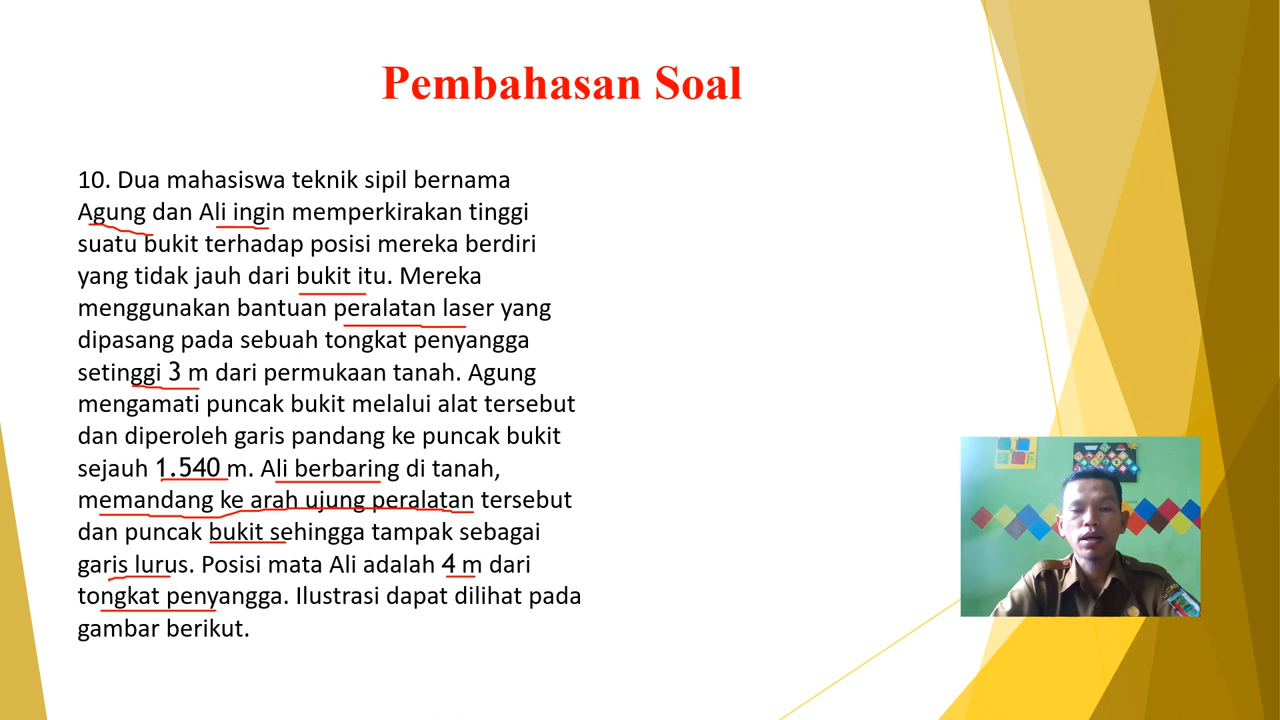 Pembahasan Soal
10. Dua mahasiswa teknik sipil bernama
Agung dan Ali ingin memperkirakan tinggi
suatu bukit terhadap posisi mereka berdiri
yang tidak jauh dari bukit itu. Mereka
menggunakan bantuan peralatan laser yang
dipasang pada sebuah tongkat penyangga
setinggi 3 m dari permukaan tanah. Agung
mengamati puncak bukit melalui alat tersebut
dan diperoleh garis pandang ke puncak bukit
sejauh 1.540 m. Ali berbaring di tanah,
memandang ke arah ujung peralatan tersebut
dan puncak bukit sehingga tampak sebagai
garis lurus. Posisi mata Ali adalah 4 m dari
tongkat penyangga. Ilustrasi dapat dilihat pada
gambar berikut.